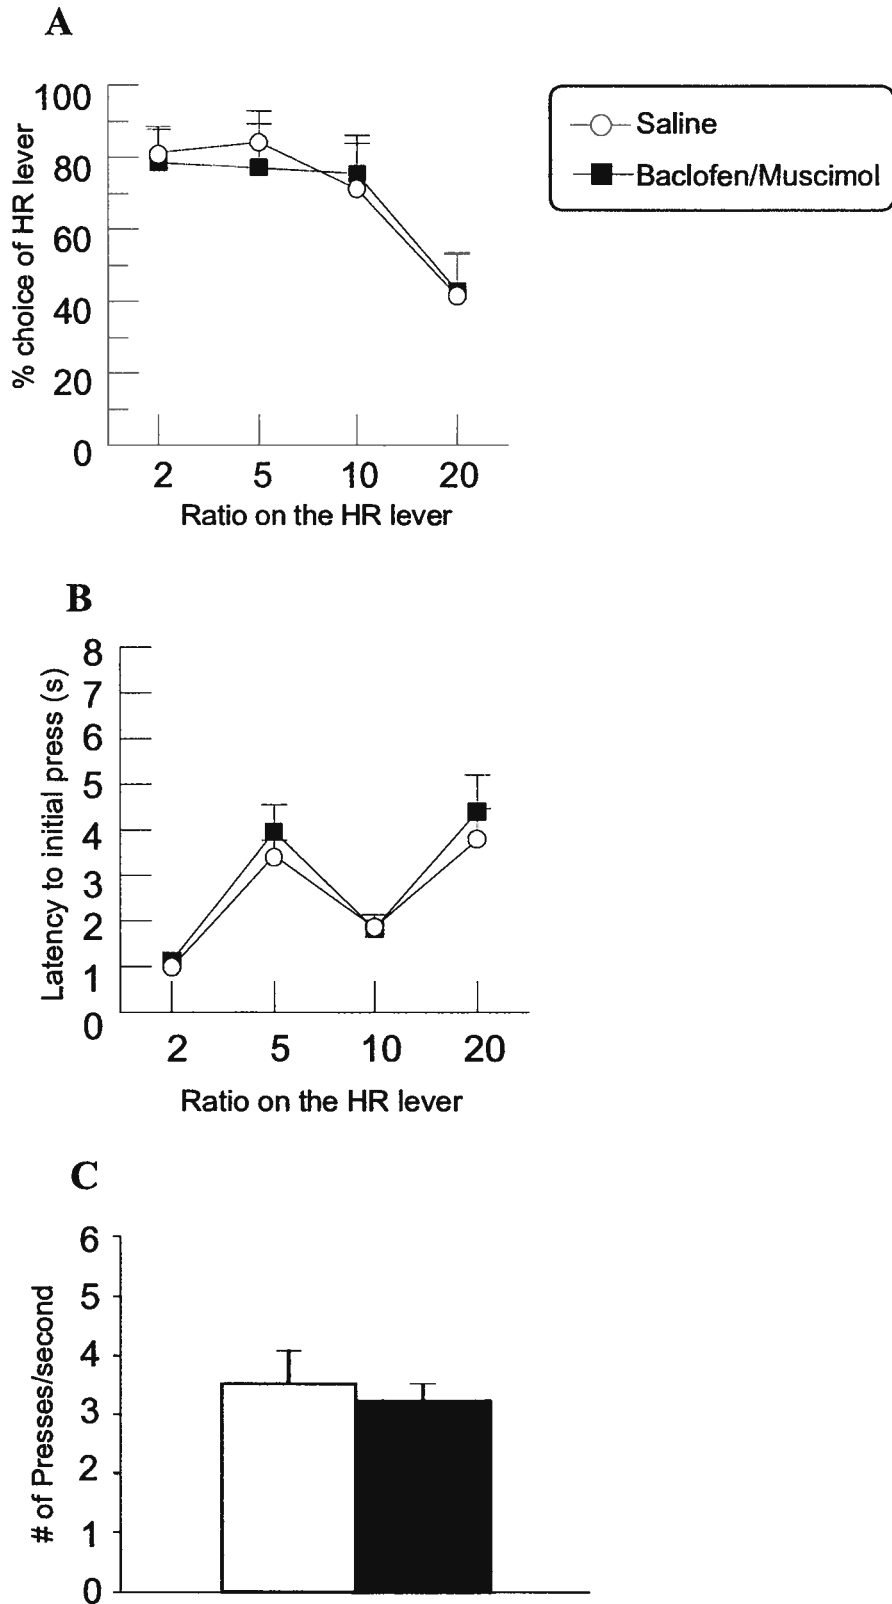 A
100
80
60
40
20
0
% choice of HR lever
2 5 10 20
Ratio on the HR lever
Saline
Baclofen/Muscimol
B
8
7
6
5
4
3
2
1
0
Latency to initial press (s)
2 5 10 20
Ratio on the HR lever
C
6
5
4
3
2
1
0
# of Presses/second